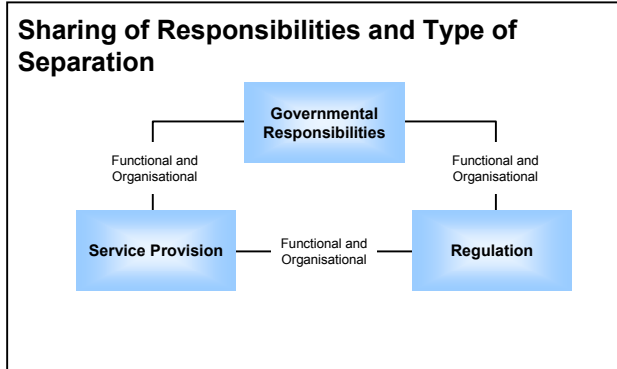 Sharing of Responsibilities and Type of
Separation
Governmental
Responsibilities
Functional and
Organisational
Functional and
Organisational
Service Provision
Functional and
Organisational
Regulation